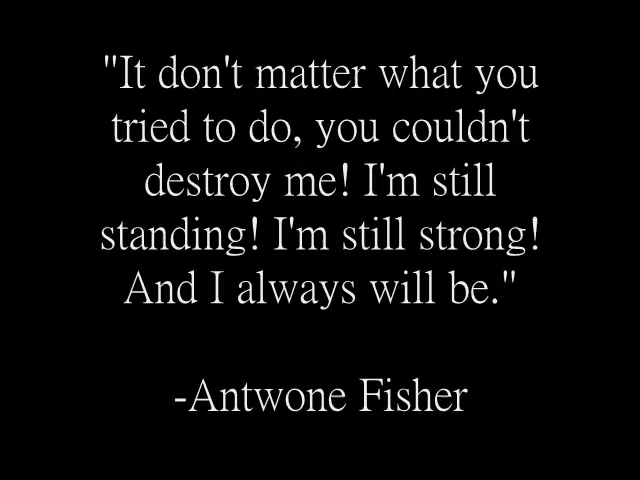 "It don't matter what you
tried to do, you couldn't
destroy me! I'm still
standing! I'm still strong!
And I always will be."
-Antwone Fisher